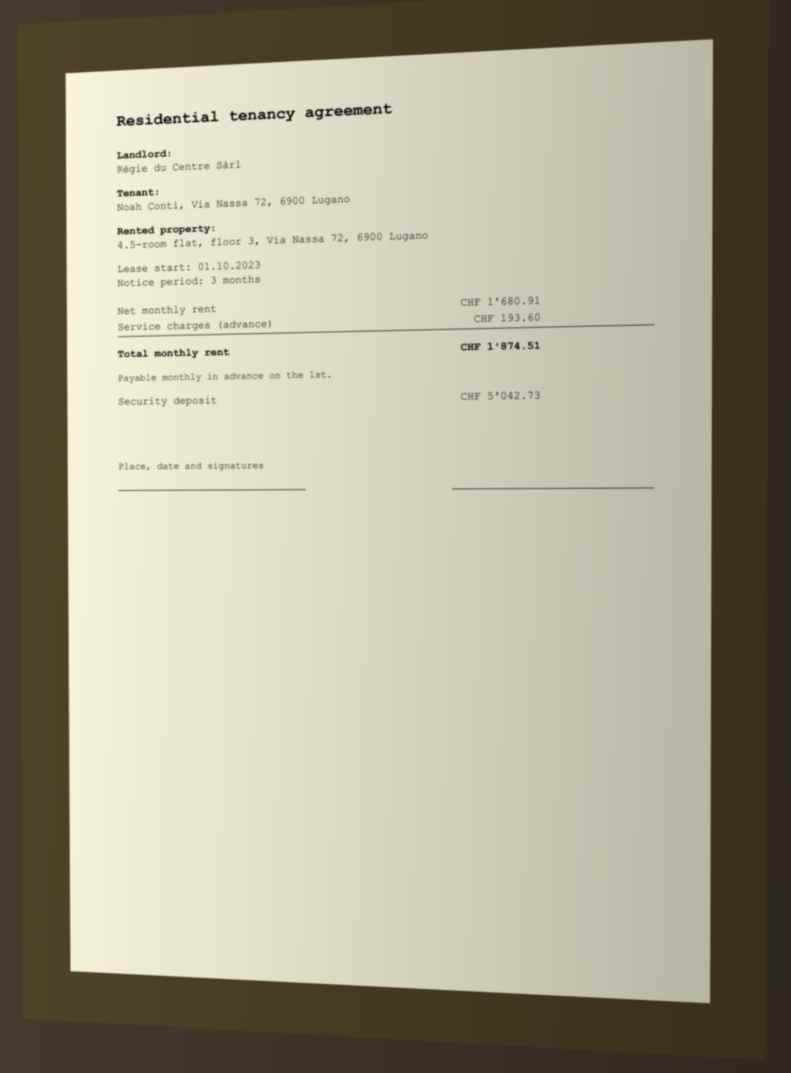 Residential tenancy agreement
Landlord:
Régie du Centre Sàrl
Tenant:
Noah Conti, Via Nassa 72, 6900 Lugano
Rented property:
4.5-room flat, floor 3, Via Nassa 72, 6900 Lugano
Lease start: 01.10.2023
Notice period: 3 months
Net monthly rent CHF 1'680.91
Service charges (advance) CHF 193.60
Total monthly rent CHF 1'874.51
Payable monthly in advance on the 1st.
Security deposit CHF 5'042.73
Place, date and signatures